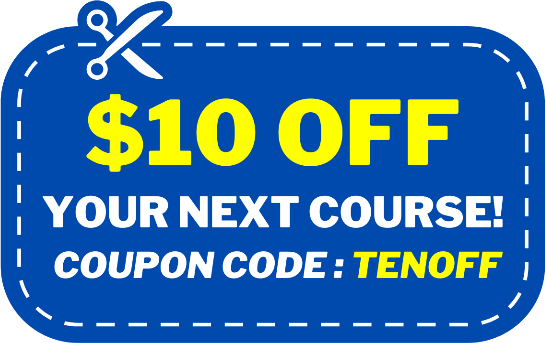 $10 OFF
YOUR NEXT COURSE!
COUPON CODE : TENOFF